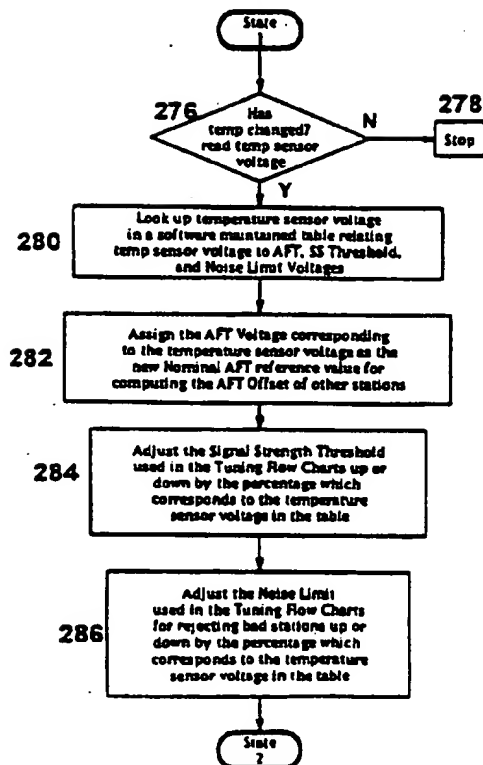 State
276
Has
temp changed?
read temp sensor
voltage
N
278
Stop
Y
280
Look up temperature sensor voltage
in a software maintained table relating
temp sensor voltage to AFT, SS Threshold,
and Noise Limit Voltages
282
Assign the AFT Voltage corresponding
to the temperature sensor voltage as the
new Nominal AFT reference value for
computing the AFT Offset of other stations
284
Adjust the Signal Strength Threshold
used in the Tuning Flow Charts up or
down by the percentage which
corresponds to the temperature
sensor voltage in the table
286
Adjust the Noise Limit
used in the Tuning Flow Charts
for rejecting bad stations up or
down by the percentage which
corresponds to the temperature
sensor voltage in the table
State
2